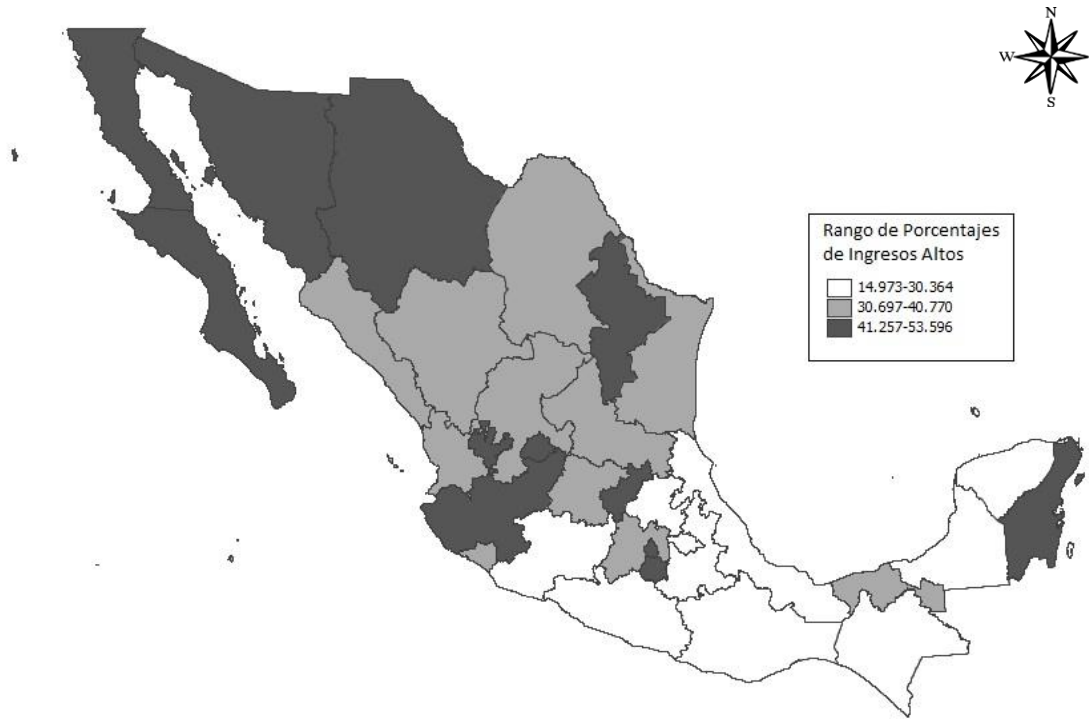 N
W
S
Rango de Porcentajes
de Ingresos Altos
14.973-30.364
30.697-40.770
41.257-53.596